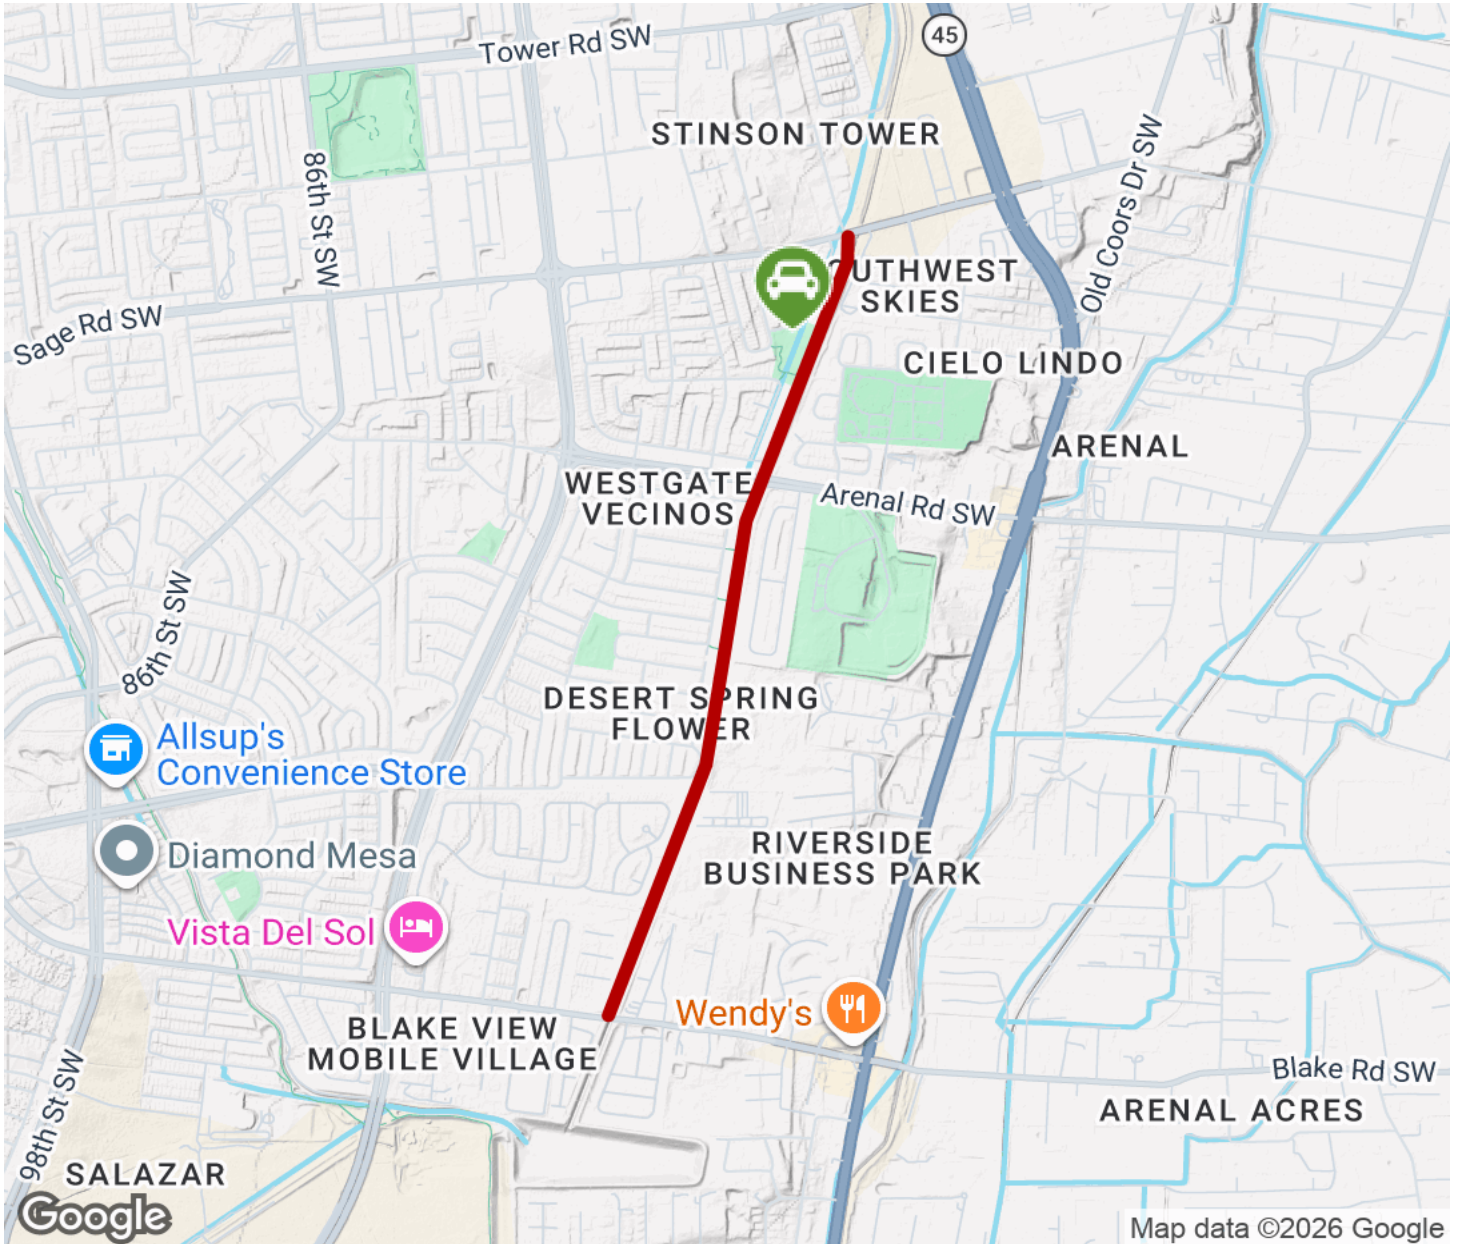 45
Tower Rd SW
STINSON TOWER
86th St SW
Old Coors Dr SW
OUTHWEST
SKIES
Sage Rd SW
CIELO LINDO
ARENAL
WESTGATE
VECINOS
Arenal Rd SW
86th St SW
DESERT SPRING
FLOWER
Allsup's
Convenience Store
RIVERSIDE
BUSINESS PARK
Diamond Mesa
Vista Del Sol
Wendy's
BLAKE VIEW
MOBILE VILLAGE
Blake Rd SW
ARENAL ACRES
98th St SW
SALAZAR
Google
Map data ©2026 Google